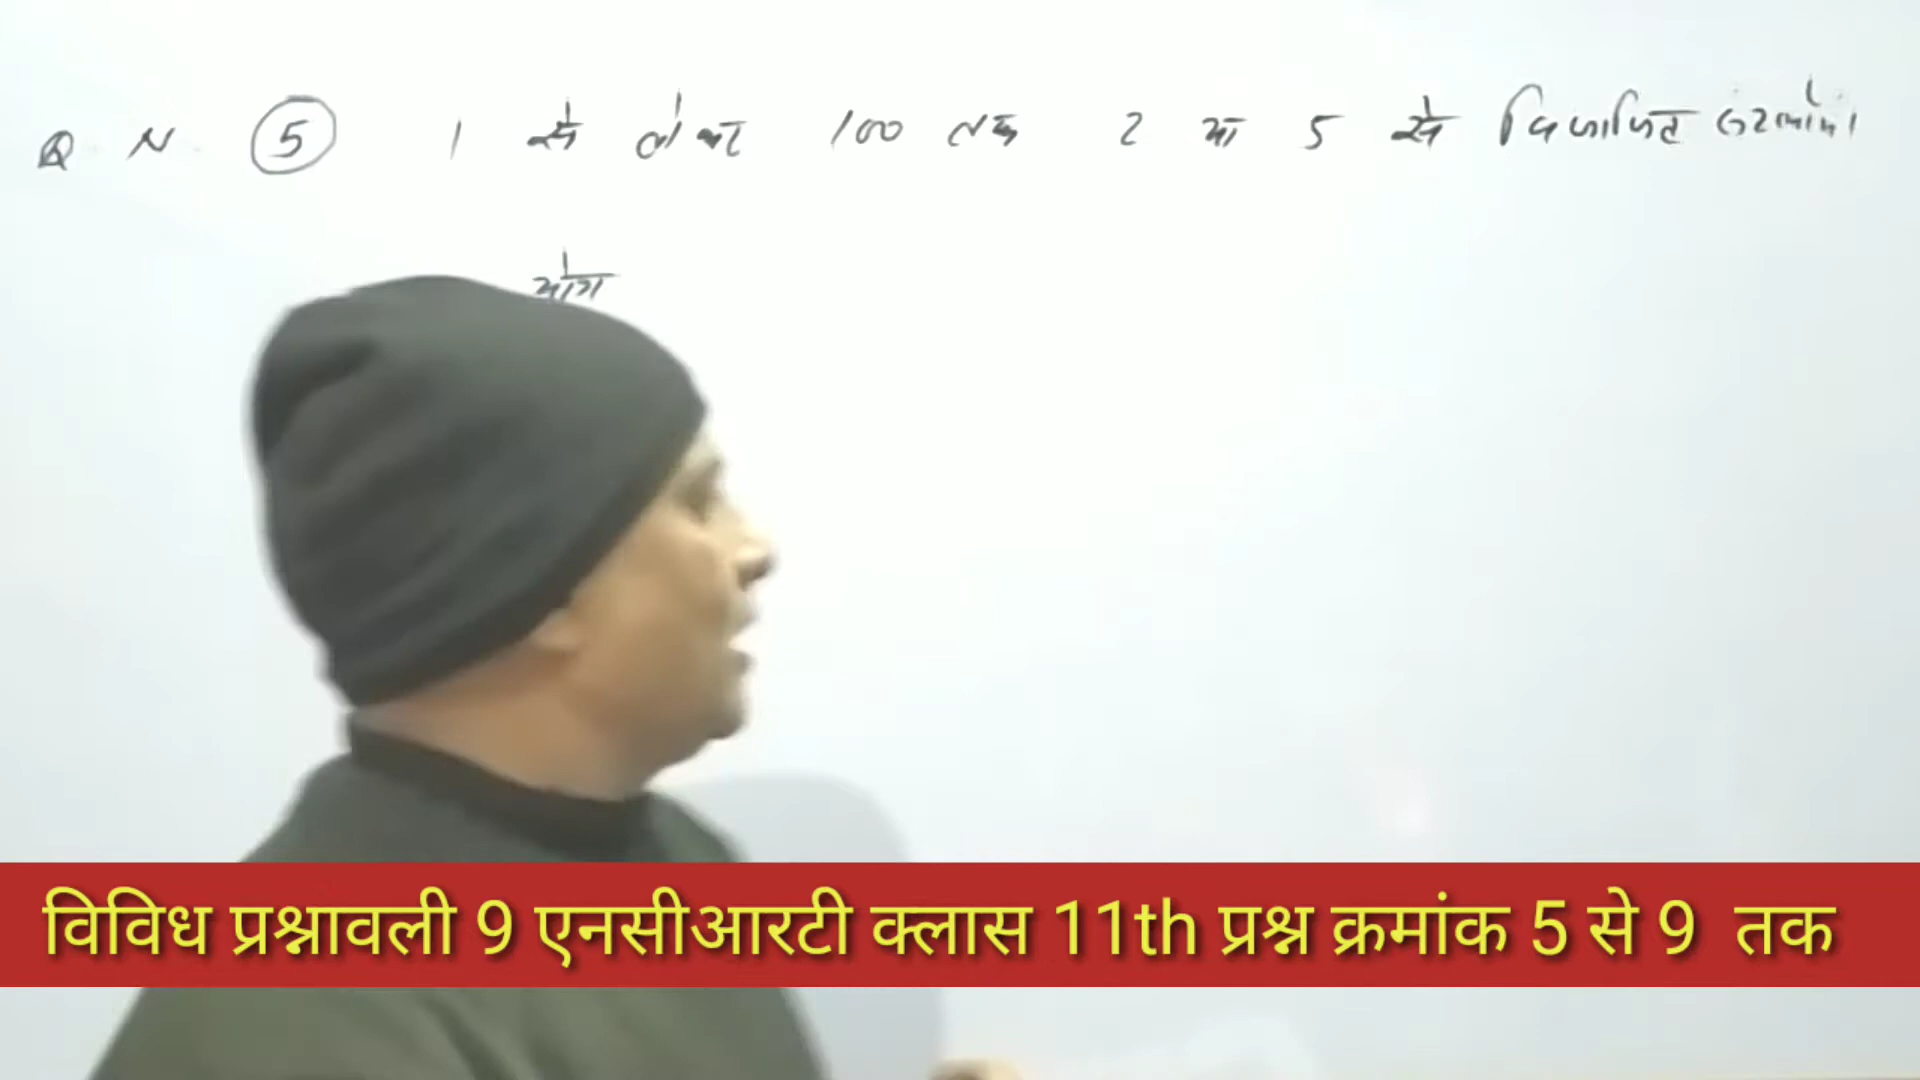 Q N 5 1 से लेकर 100 तक 2 या 5 से विभाजित
योग
विविध प्रश्नावली 9 एनसीआरटी क्लास 11th प्रश्न क्रमांक 5 से 9 तक